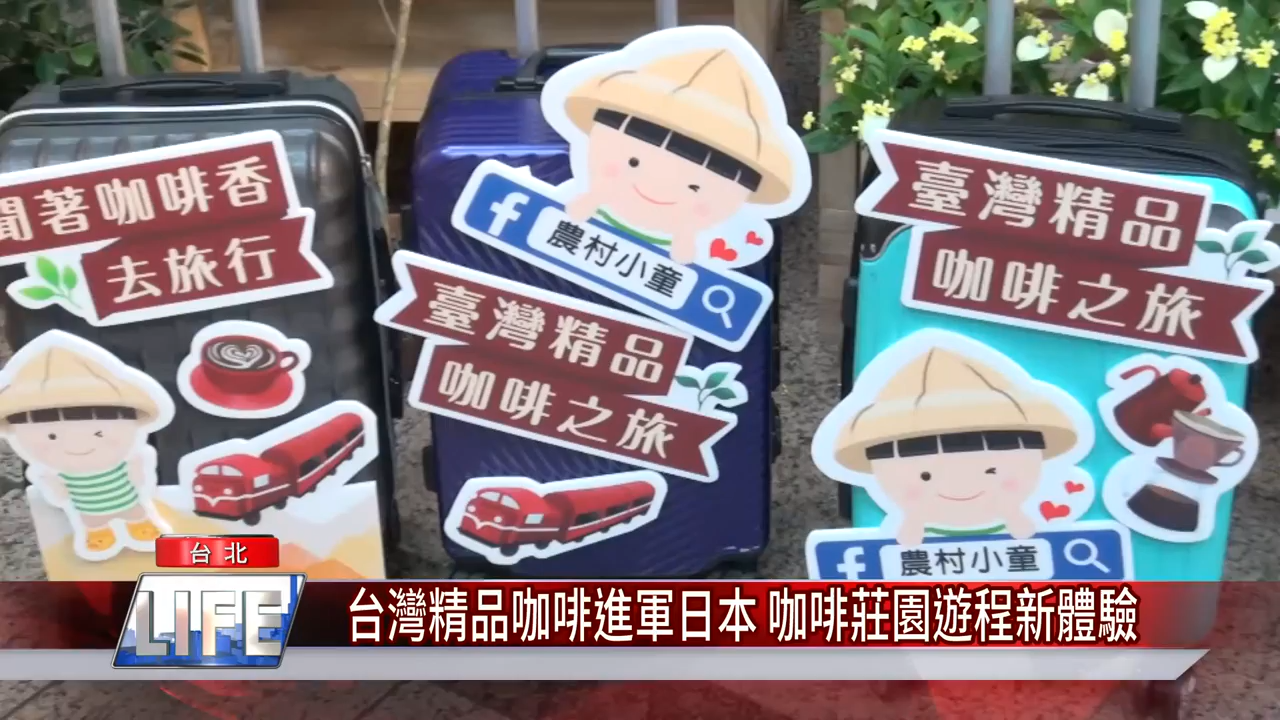 聞著咖啡香
去旅行
f 農村小童
臺灣精品
咖啡之旅
臺灣精品
咖啡之旅
f 農村小童
台北
LIFE
台灣精品咖啡進軍日本 咖啡莊園遊程新體驗